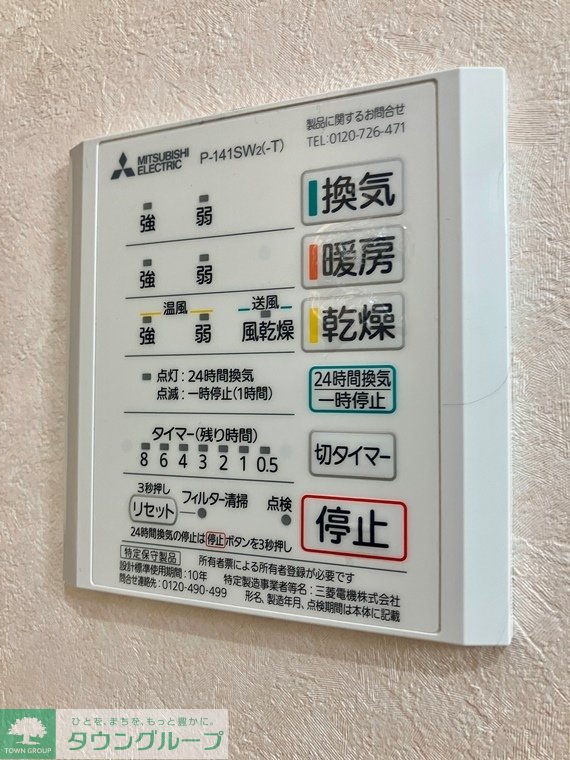 MITSUBISHI ELECTRIC P-141SW2(-T)
製品に関するお問合せ
TEL:0120-726-471
強 弱 換気
強 弱 暖房
温風 送風
強 弱 風乾燥 乾燥
点灯:24時間換気
点滅:一時停止(1時間)
24時間換気
一時停止
タイマー(残り時間)
8 6 4 3 2 1 0.5
切タイマー
3秒押し
リセット フィルター清掃 点検
停止
24時間換気の停止は停止ボタンを3秒押し
特定保守製品 所有者票による所有者登録が必要です
設計標準使用期間:10年 特定製造事業者等名:三菱電機株式会社
問合せ連絡先:0120-490-499 形名、製造年月、点検期間は本体に記載
ひとを、まちを、もっと豊かに。
タウングループ
TOWN GROUP